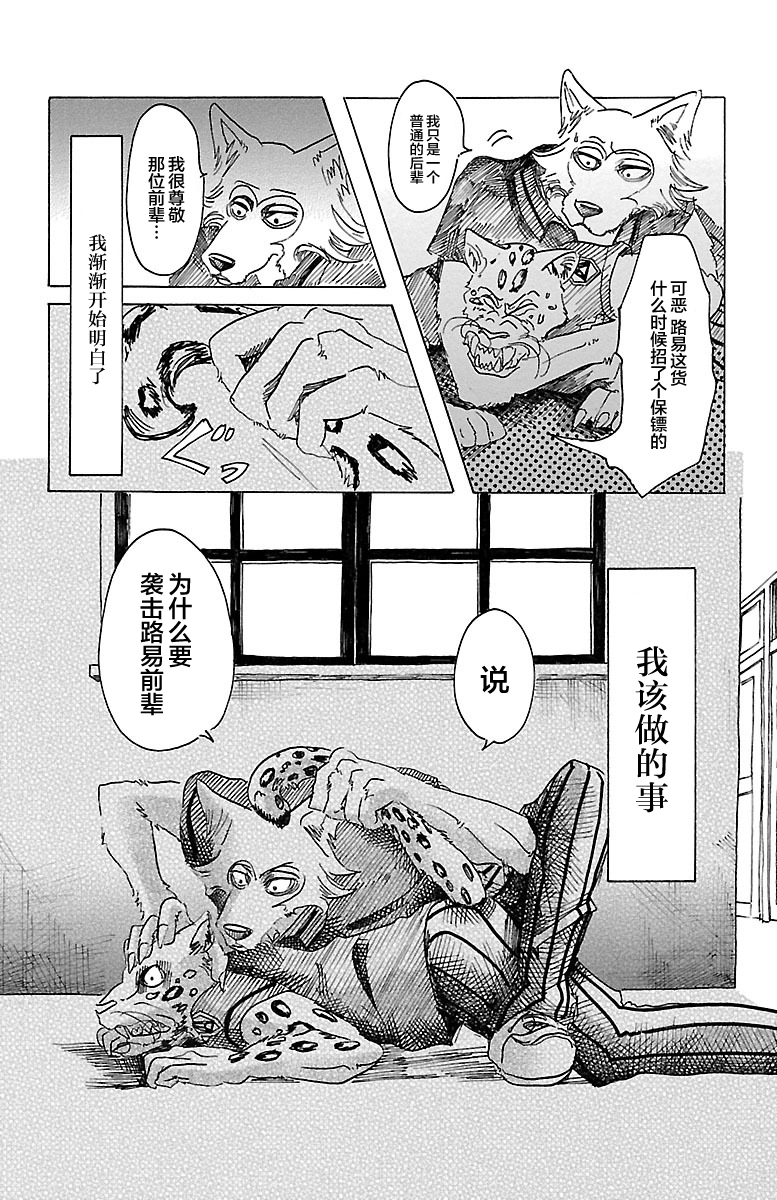 我只是一个
普通的后辈
可恶 路易这货
什么时候招了个保镖的
我很尊敬
那位前辈…
我渐渐开始明白了
ぐっ
我该做的事
说
为什么要
袭击路易前辈